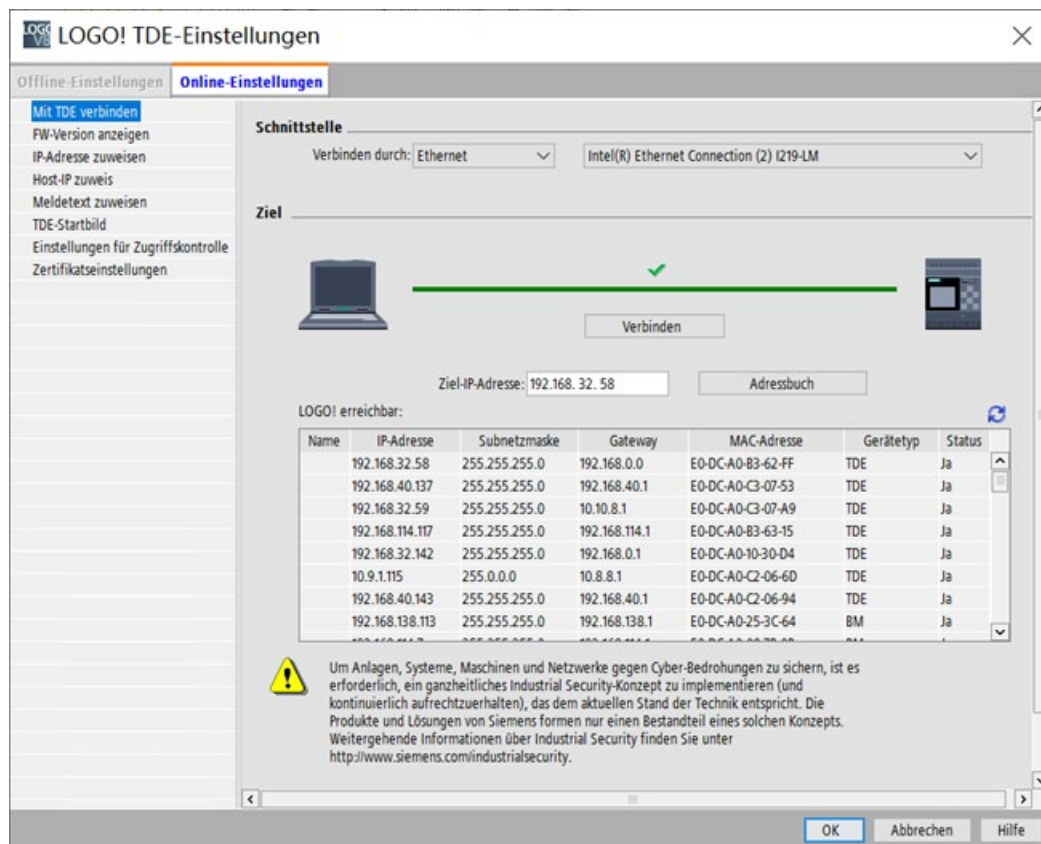 LOGO! TDE-Einstellungen
Offline-Einstellungen Online-Einstellungen
Mit TDE verbinden
FW-Version anzeigen
IP-Adresse zuweisen
Host-IP zuweis
Meldetext zuweisen
TDE-Startbild
Einstellungen für Zugriffskontrolle
Zertifikatseinstellungen
Schnittstelle
Verbinden durch: Ethernet Intel(R) Ethernet Connection (2) I219-LM
Ziel
Verbinden
Ziel-IP-Adresse: 192.168. 32. 58 Adressbuch
LOGO! erreichbar:
Name IP-Adresse Subnetzmaske Gateway MAC-Adresse Gerätetyp Status
192.168.32.58 255.255.255.0 192.168.0.0 E0-DC-A0-B3-62-FF TDE Ja
192.168.40.137 255.255.255.0 192.168.40.1 E0-DC-A0-C3-07-53 TDE Ja
192.168.32.59 255.255.255.0 10.10.8.1 E0-DC-A0-C3-07-A9 TDE Ja
192.168.114.117 255.255.255.0 192.168.114.1 E0-DC-A0-B3-63-15 TDE Ja
192.168.32.142 255.255.255.0 192.168.0.1 E0-DC-A0-10-30-D4 TDE Ja
10.9.1.115 255.0.0.0 10.8.8.1 E0-DC-A0-C2-06-6D TDE Ja
192.168.40.143 255.255.255.0 192.168.40.1 E0-DC-A0-C2-06-94 TDE Ja
192.168.138.113 255.255.255.0 192.168.138.1 E0-DC-A0-25-3C-64 BM Ja
Um Anlagen, Systeme, Maschinen und Netzwerke gegen Cyber-Bedrohungen zu sichern, ist es
erforderlich, ein ganzheitliches Industrial Security-Konzept zu implementieren (und
kontinuierlich aufrechtzuerhalten), das dem aktuellen Stand der Technik entspricht. Die
Produkte und Lösungen von Siemens formen nur einen Bestandteil eines solchen Konzepts.
Weitergehende Informationen über Industrial Security finden Sie unter
http://www.siemens.com/industrialsecurity.
OK Abbrechen Hilfe